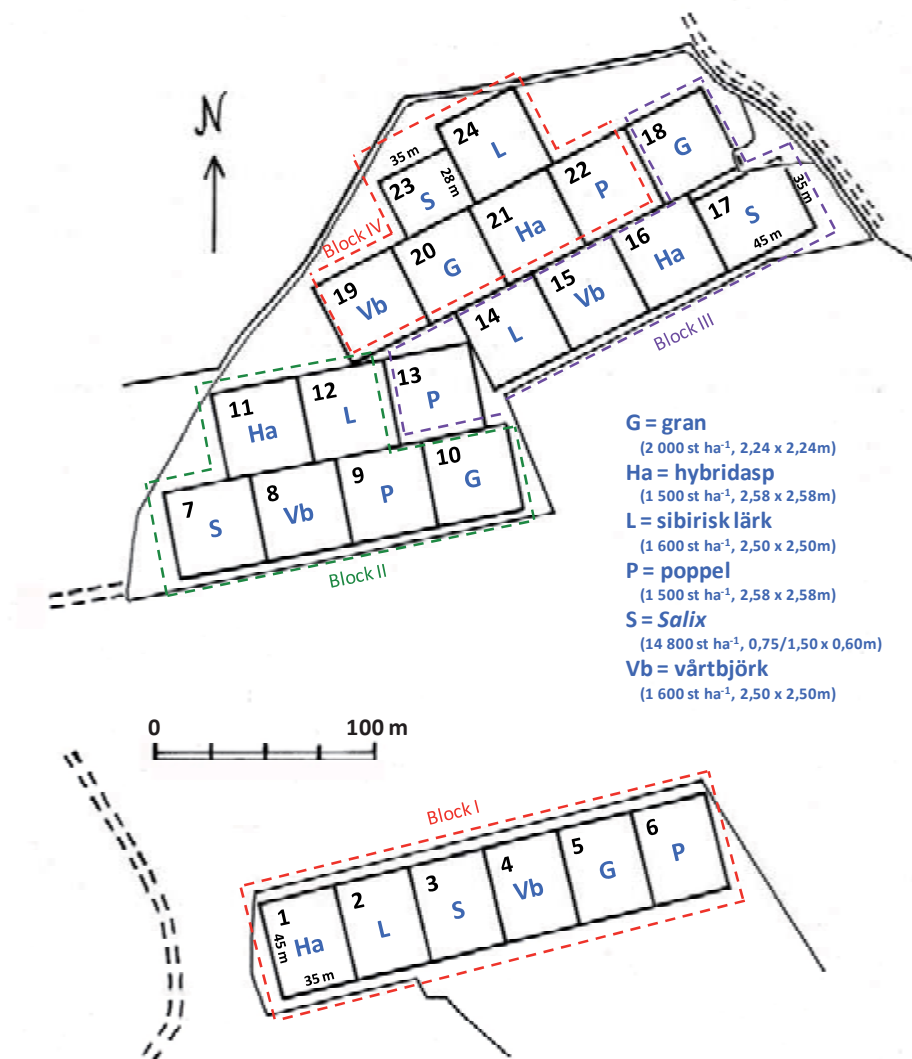 N
24
L
18
G
35 m
28 m
23
S
22
P
35 m
21
Ha
17
S
45 m
Block IV
20
G
16
Ha
19
Vb
15
Vb
14
L
Block III
13
P
12
L
11
Ha
10
G
9
P
8
Vb
7
S
Block II
G = gran
(2 000 st ha⁻¹, 2,24 x 2,24m)
Ha = hybridasp
(1 500 st ha⁻¹, 2,58 x 2,58m)
L = sibirisk lärk
(1 600 st ha⁻¹, 2,50 x 2,50m)
P = poppel
(1 500 st ha⁻¹, 2,58 x 2,58m)
S = Salix
(14 800 st ha⁻¹, 0,75/1,50 x 0,60m)
Vb = vårtbjörk
(1 600 st ha⁻¹, 2,50 x 2,50m)
0 100 m
Block I
1
Ha
45 m
35 m
2
L
3
S
4
Vb
5
G
6
P